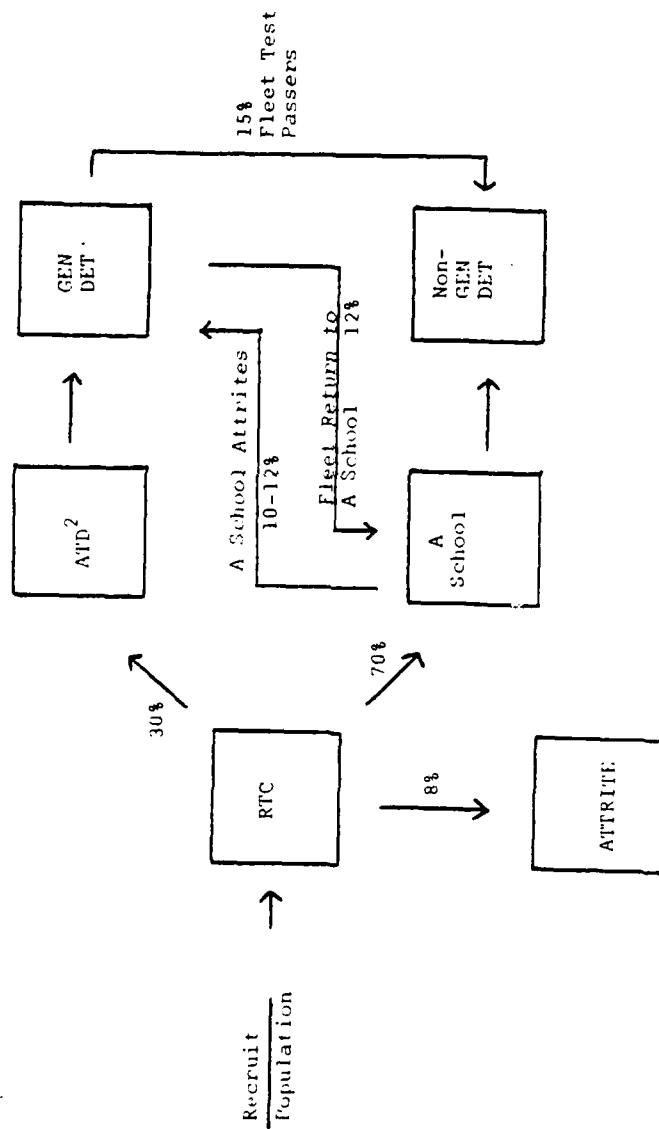 Recruit
Population
RTC
30%
70%
8%
ATTRITE
ATD²
A
School
A School Attrites
10-12%
Fleet Return to
A School 12%
GEN
DET
Non-
GEN
DET
15%
Fleet Test
Passers